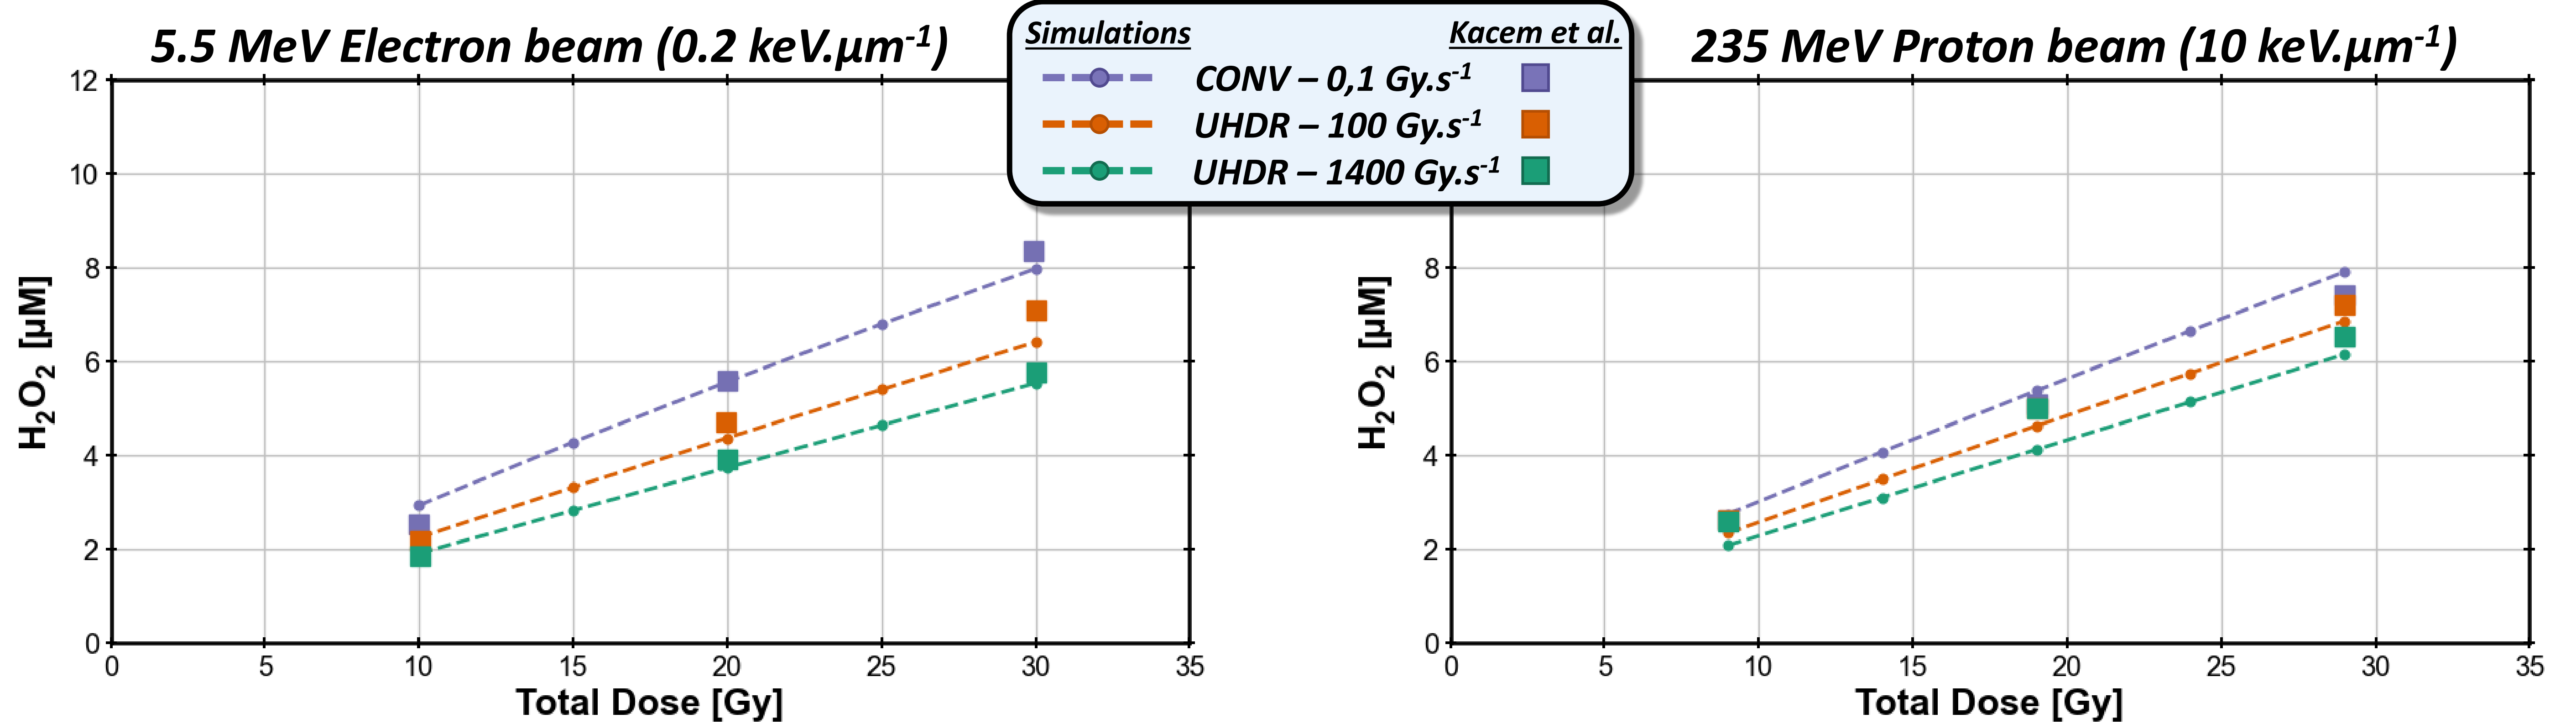 5.5 MeV Electron beam (0.2 keV.µm⁻¹)
Simulations Kacem et al.
CONV – 0,1 Gy.s⁻¹
UHDR – 100 Gy.s⁻¹
UHDR – 1400 Gy.s⁻¹
235 MeV Proton beam (10 keV.µm⁻¹)
12
10
8
6
4
2
0
H₂O₂ [µM]
0 5 10 15 20 25 30 35
Total Dose [Gy]
8
6
4
2
0
H₂O₂ [µM]
0 5 10 15 20 25 30 35
Total Dose [Gy]